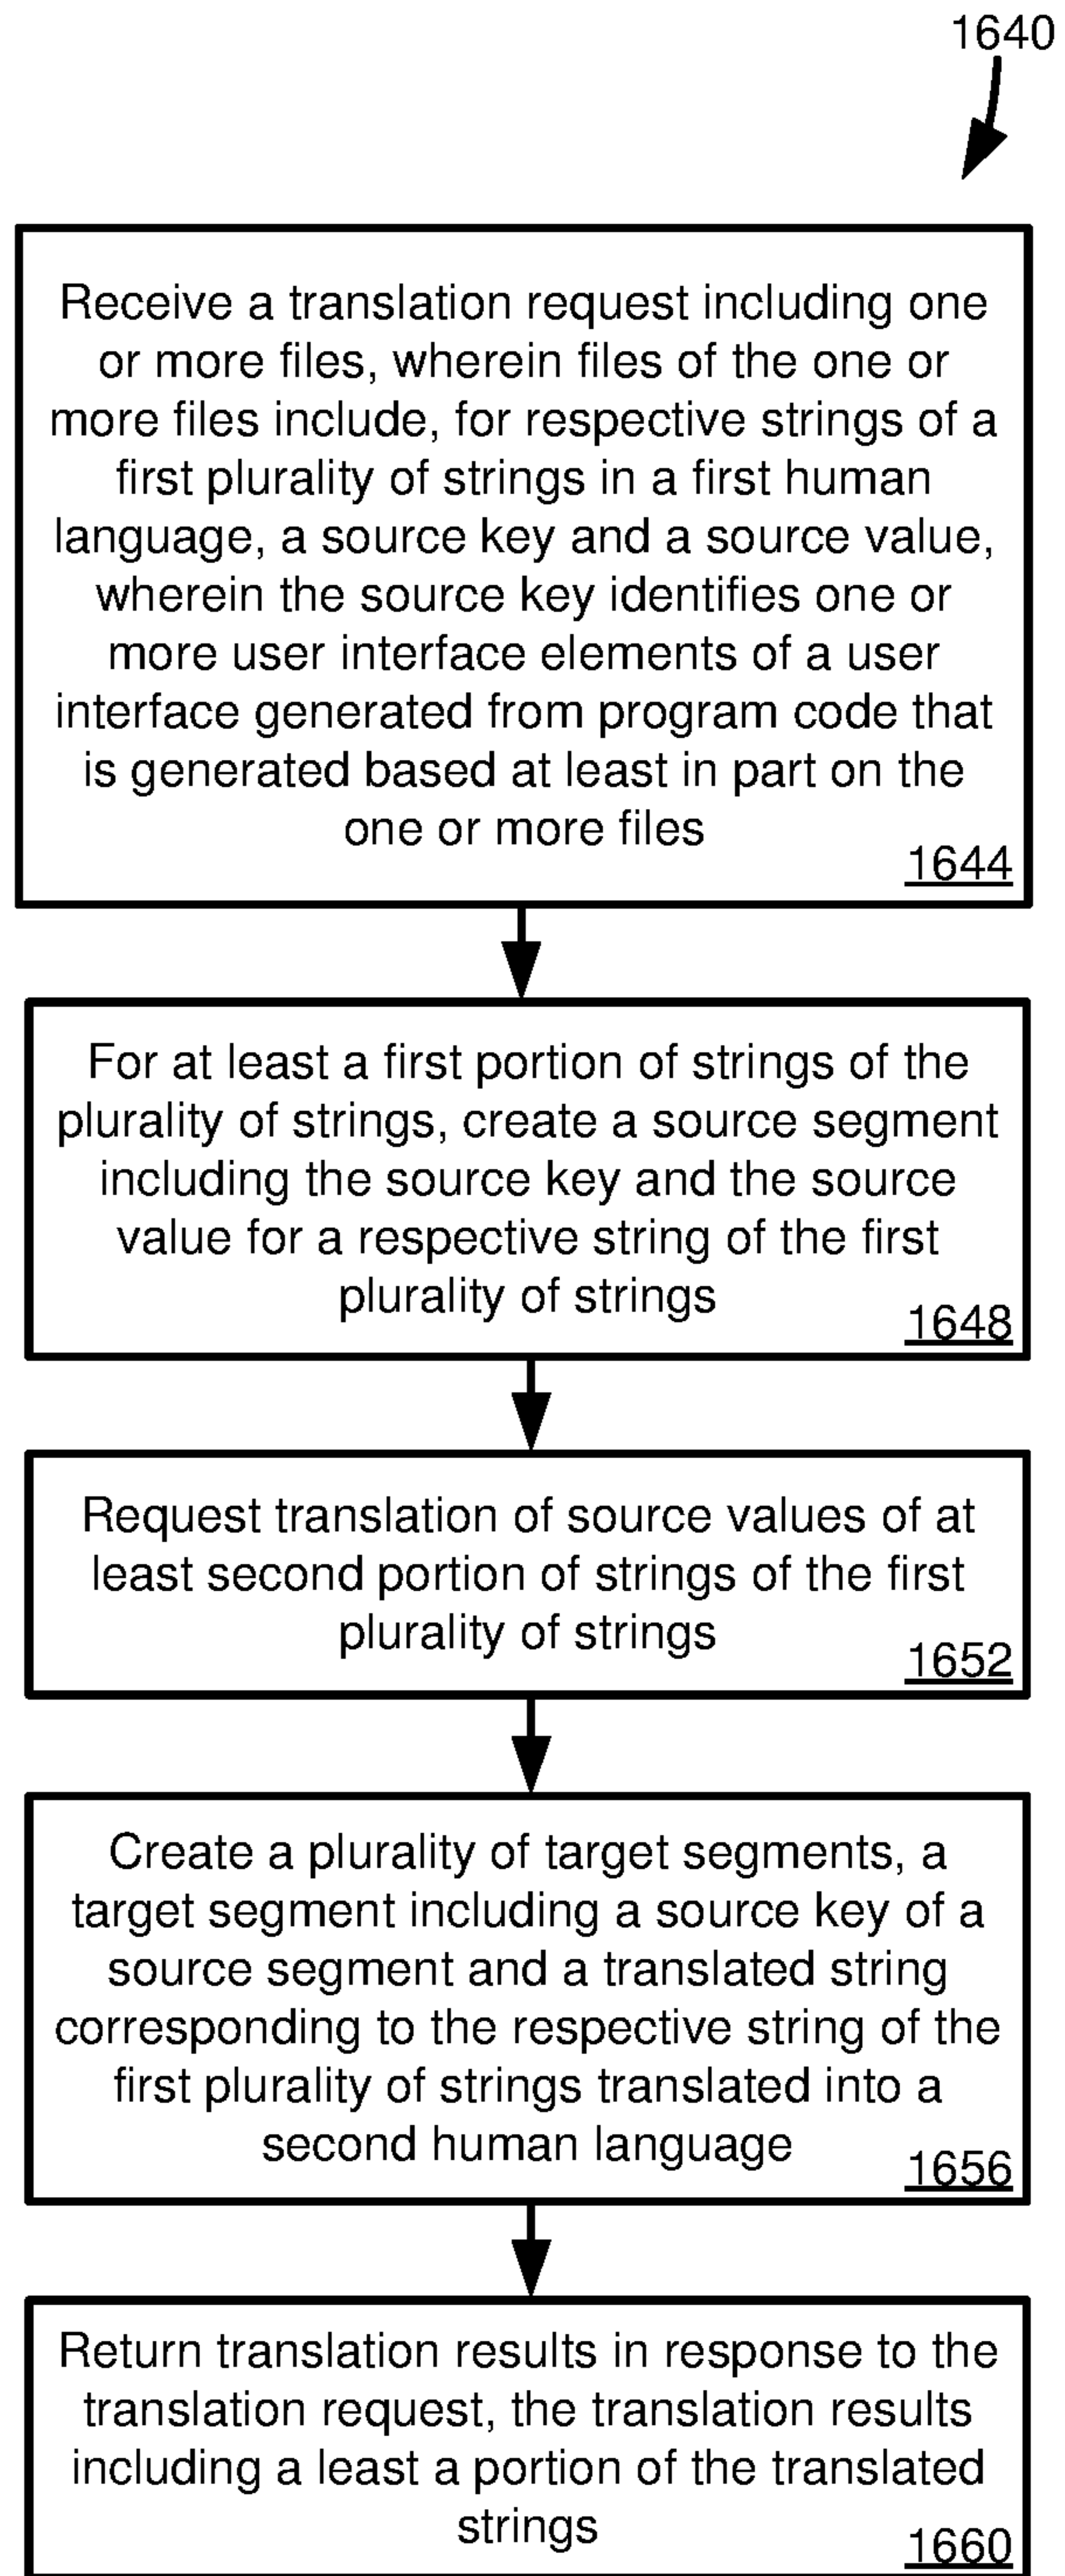 1640
Receive a translation request including one
or more files, wherein files of the one or
more files include, for respective strings of a
first plurality of strings in a first human
language, a source key and a source value,
wherein the source key identifies one or
more user interface elements of a user
interface generated from program code that
is generated based at least in part on the
one or more files
1644
For at least a first portion of strings of the
plurality of strings, create a source segment
including the source key and the source
value for a respective string of the first
plurality of strings
1648
Request translation of source values of at
least second portion of strings of the first
plurality of strings
1652
Create a plurality of target segments, a
target segment including a source key of a
source segment and a translated string
corresponding to the respective string of the
first plurality of strings translated into a
second human language
1656
Return translation results in response to the
translation request, the translation results
including a least a portion of the translated
strings
1660